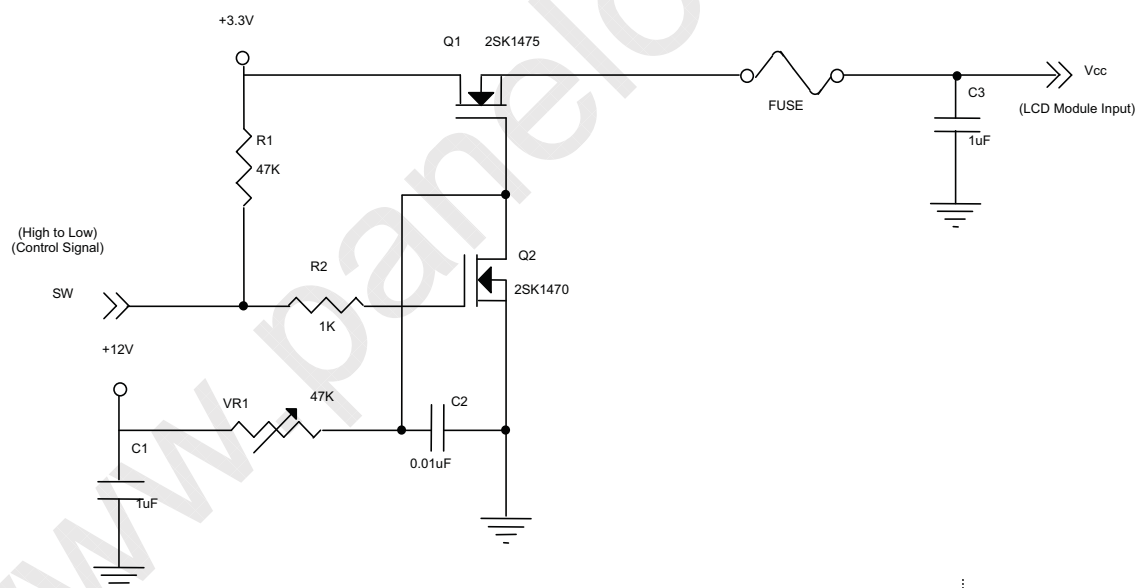 +3.3V
Q1 2SK1475
FUSE
Vcc
C3
(LCD Module Input)
1uF
R1
47K
(High to Low)
(Control Signal)
SW
R2
1K
Q2
2SK1470
+12V
VR1
47K
C2
C1
0.01uF
1uF
www.panelo